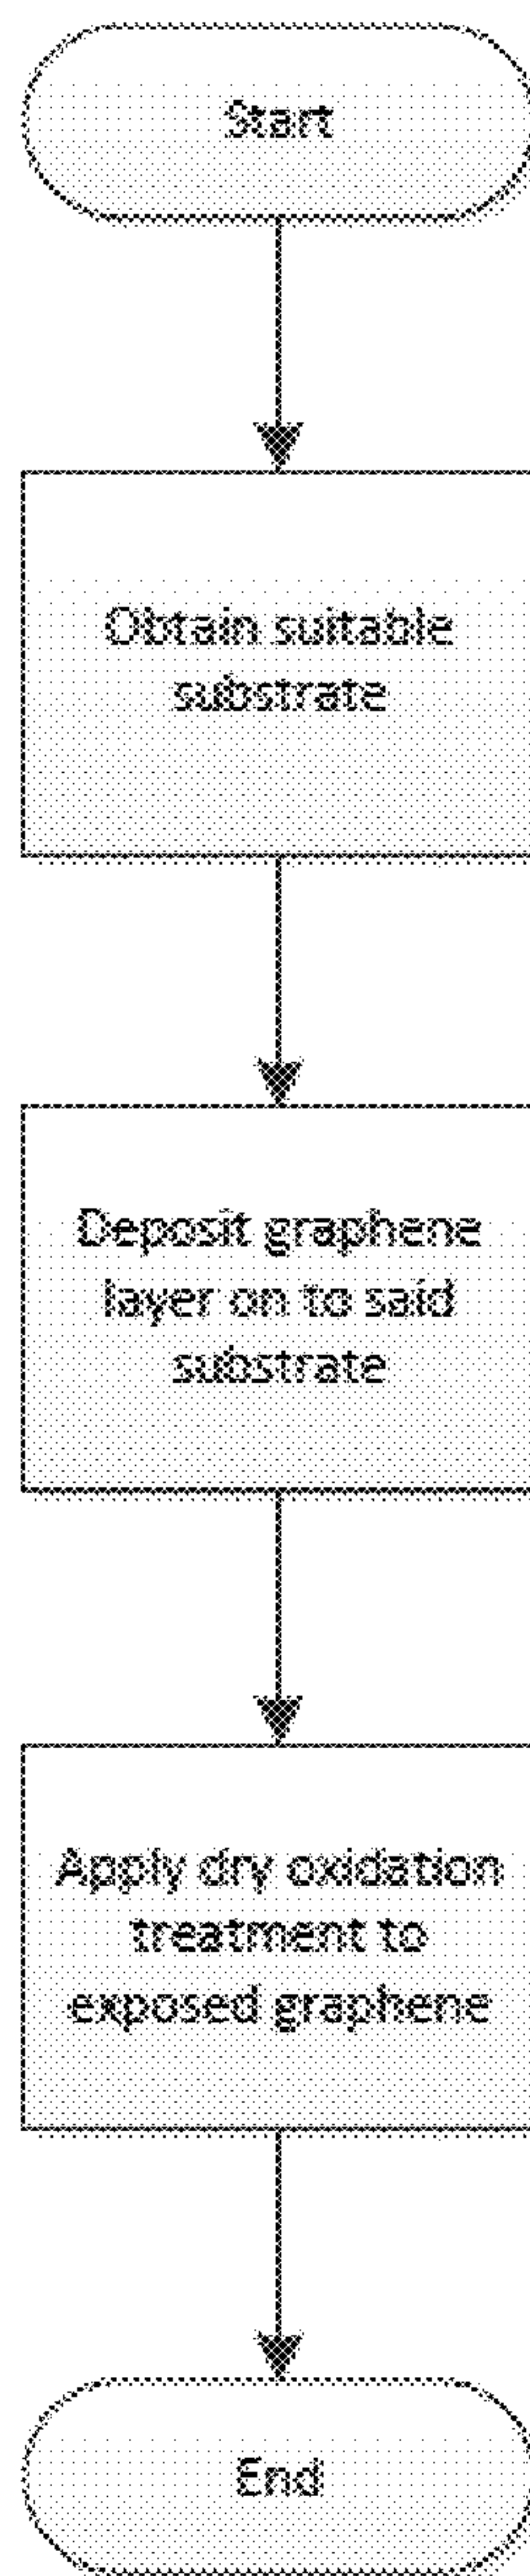 Start
Obtain suitable
substrate
Deposit graphene
layer on to said
substrate
Apply dry oxidation
treatment to
exposed graphene
End